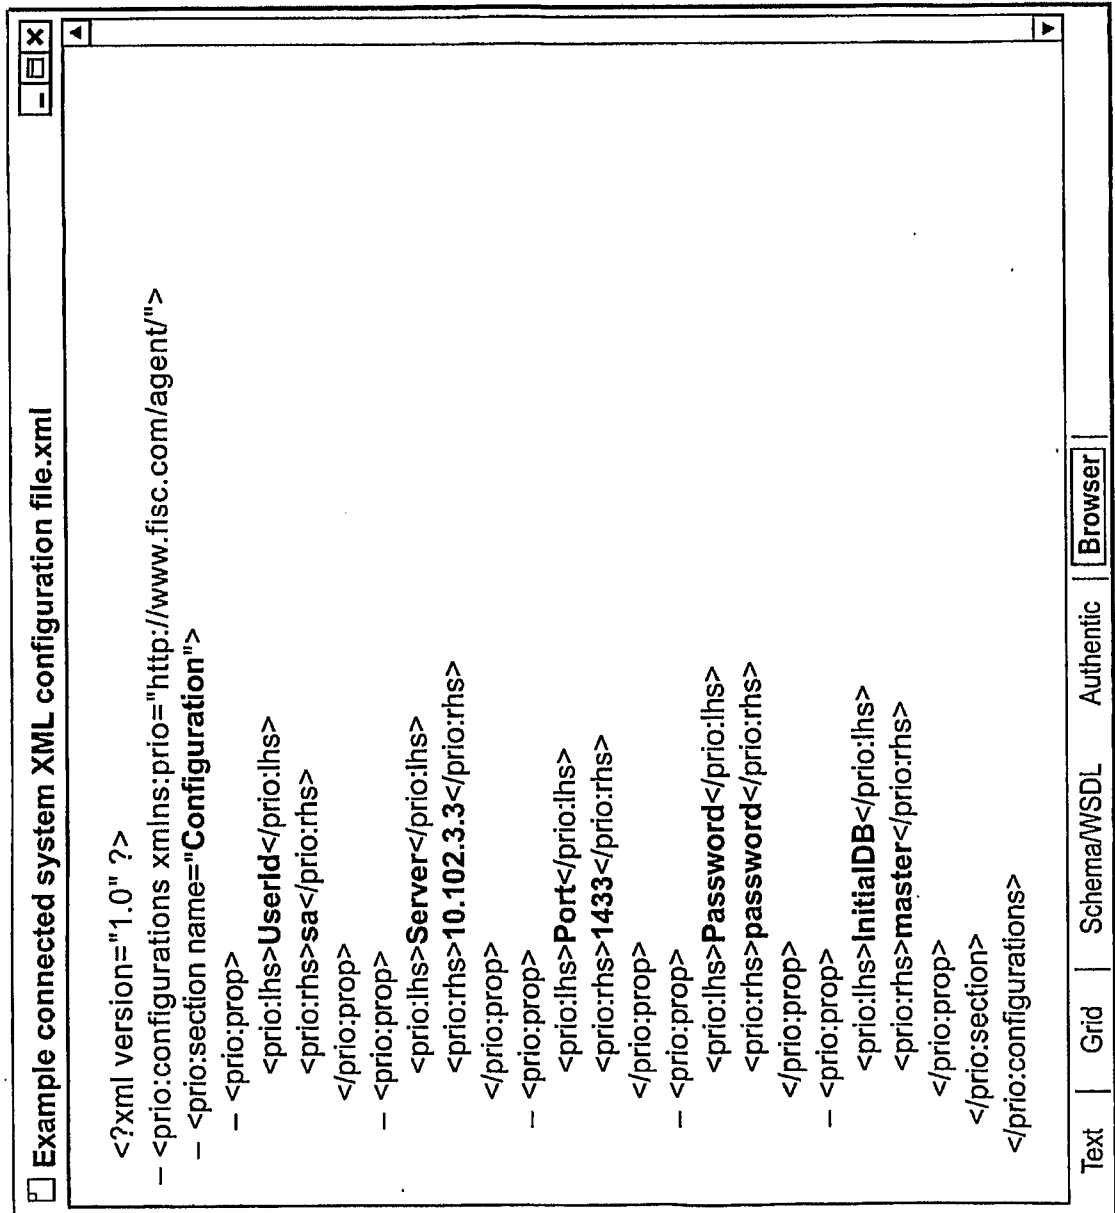 Example connected system XML configuration file.xml
<?xml version="1.0" ?>
– <prio:configurations xmlns:prio="http://www.fisc.com/agent/">
– <prio:section name="Configuration">
– <prio:prop>
<prio:lhs>UserId</prio:lhs>
<prio:rhs>sa</prio:rhs>
</prio:prop>
– <prio:prop>
<prio:lhs>Server</prio:lhs>
<prio:rhs>10.102.3.3</prio:rhs>
</prio:prop>
– <prio:prop>
<prio:lhs>Port</prio:lhs>
<prio:rhs>1433</prio:rhs>
</prio:prop>
– <prio:prop>
<prio:lhs>Password</prio:lhs>
<prio:rhs>password</prio:rhs>
</prio:prop>
– <prio:prop>
<prio:lhs>InitialDB</prio:lhs>
<prio:rhs>master</prio:rhs>
</prio:prop>
</prio:section>
</prio:configurations>
Text | Grid | Schema/WSDL Authentic | Browser |